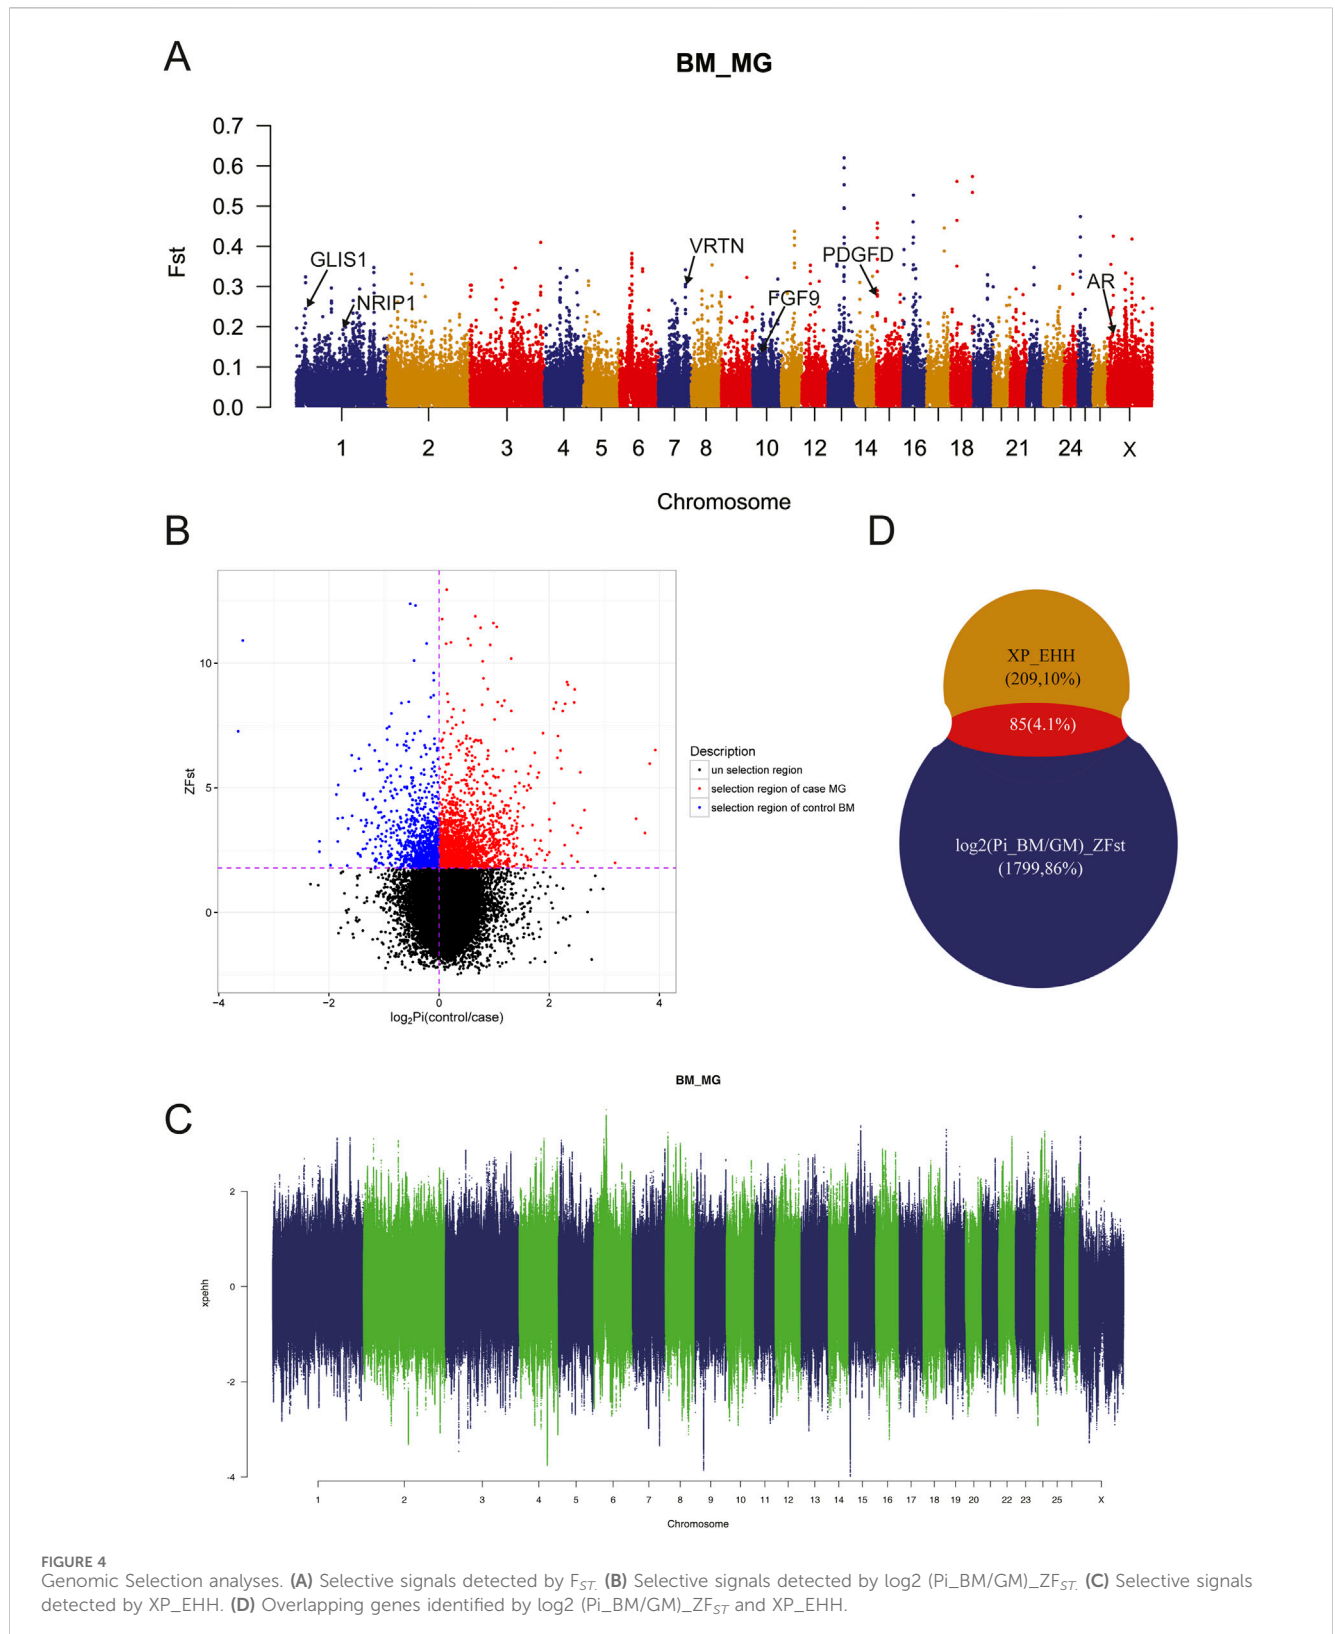 A
BM_MG
0.7
0.6
0.5
0.4
0.3
0.2
0.1
0.0
Fst
GLIS1
NRIP1
VRTN
FGF9
PDGFD
AR
1 2 3 4 5 6 7 8 10 12 14 16 18 21 24 X
Chromosome
B
10
5
0
ZFst
−4 −2 0 2 4
log2Pi(control/case)
Description
un selection region
selection region of case MG
selection region of control BM
D
XP_EHH
(209,10%)
85(4.1%)
log2(Pi_BM/GM)_ZFst
(1799,86%)
BM_MG
C
2
0
-2
-4
xpehh
1 2 3 4 5 6 7 8 9 10 11 12 13 14 15 16 17 18 19 20 22 23 25 X
Chromosome
FIGURE 4
Genomic Selection analyses. (A) Selective signals detected by FST. (B) Selective signals detected by log2 (Pi_BM/GM)_ZFST. (C) Selective signals
detected by XP_EHH. (D) Overlapping genes identified by log2 (Pi_BM/GM)_ZFST and XP_EHH.